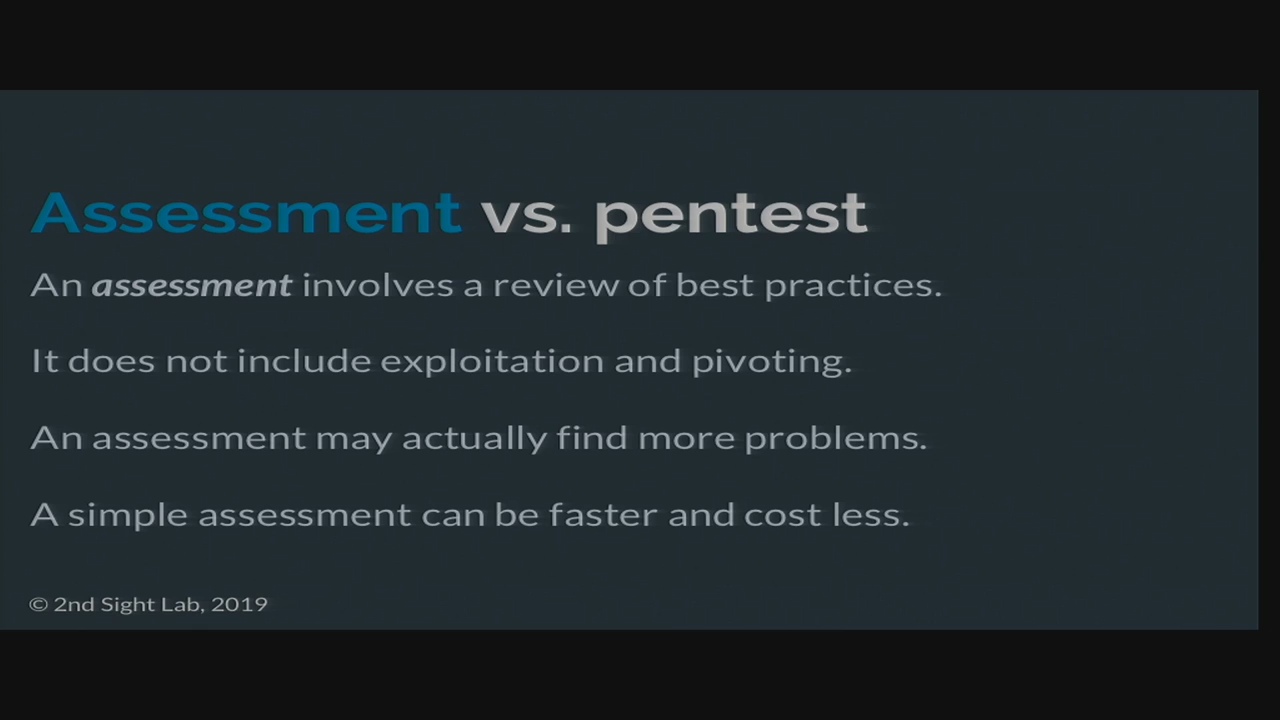 Assessment vs. pentest
An assessment involves a review of best practices.
It does not include exploitation and pivoting.
An assessment may actually find more problems.
A simple assessment can be faster and cost less.
© 2nd Sight Lab, 2019